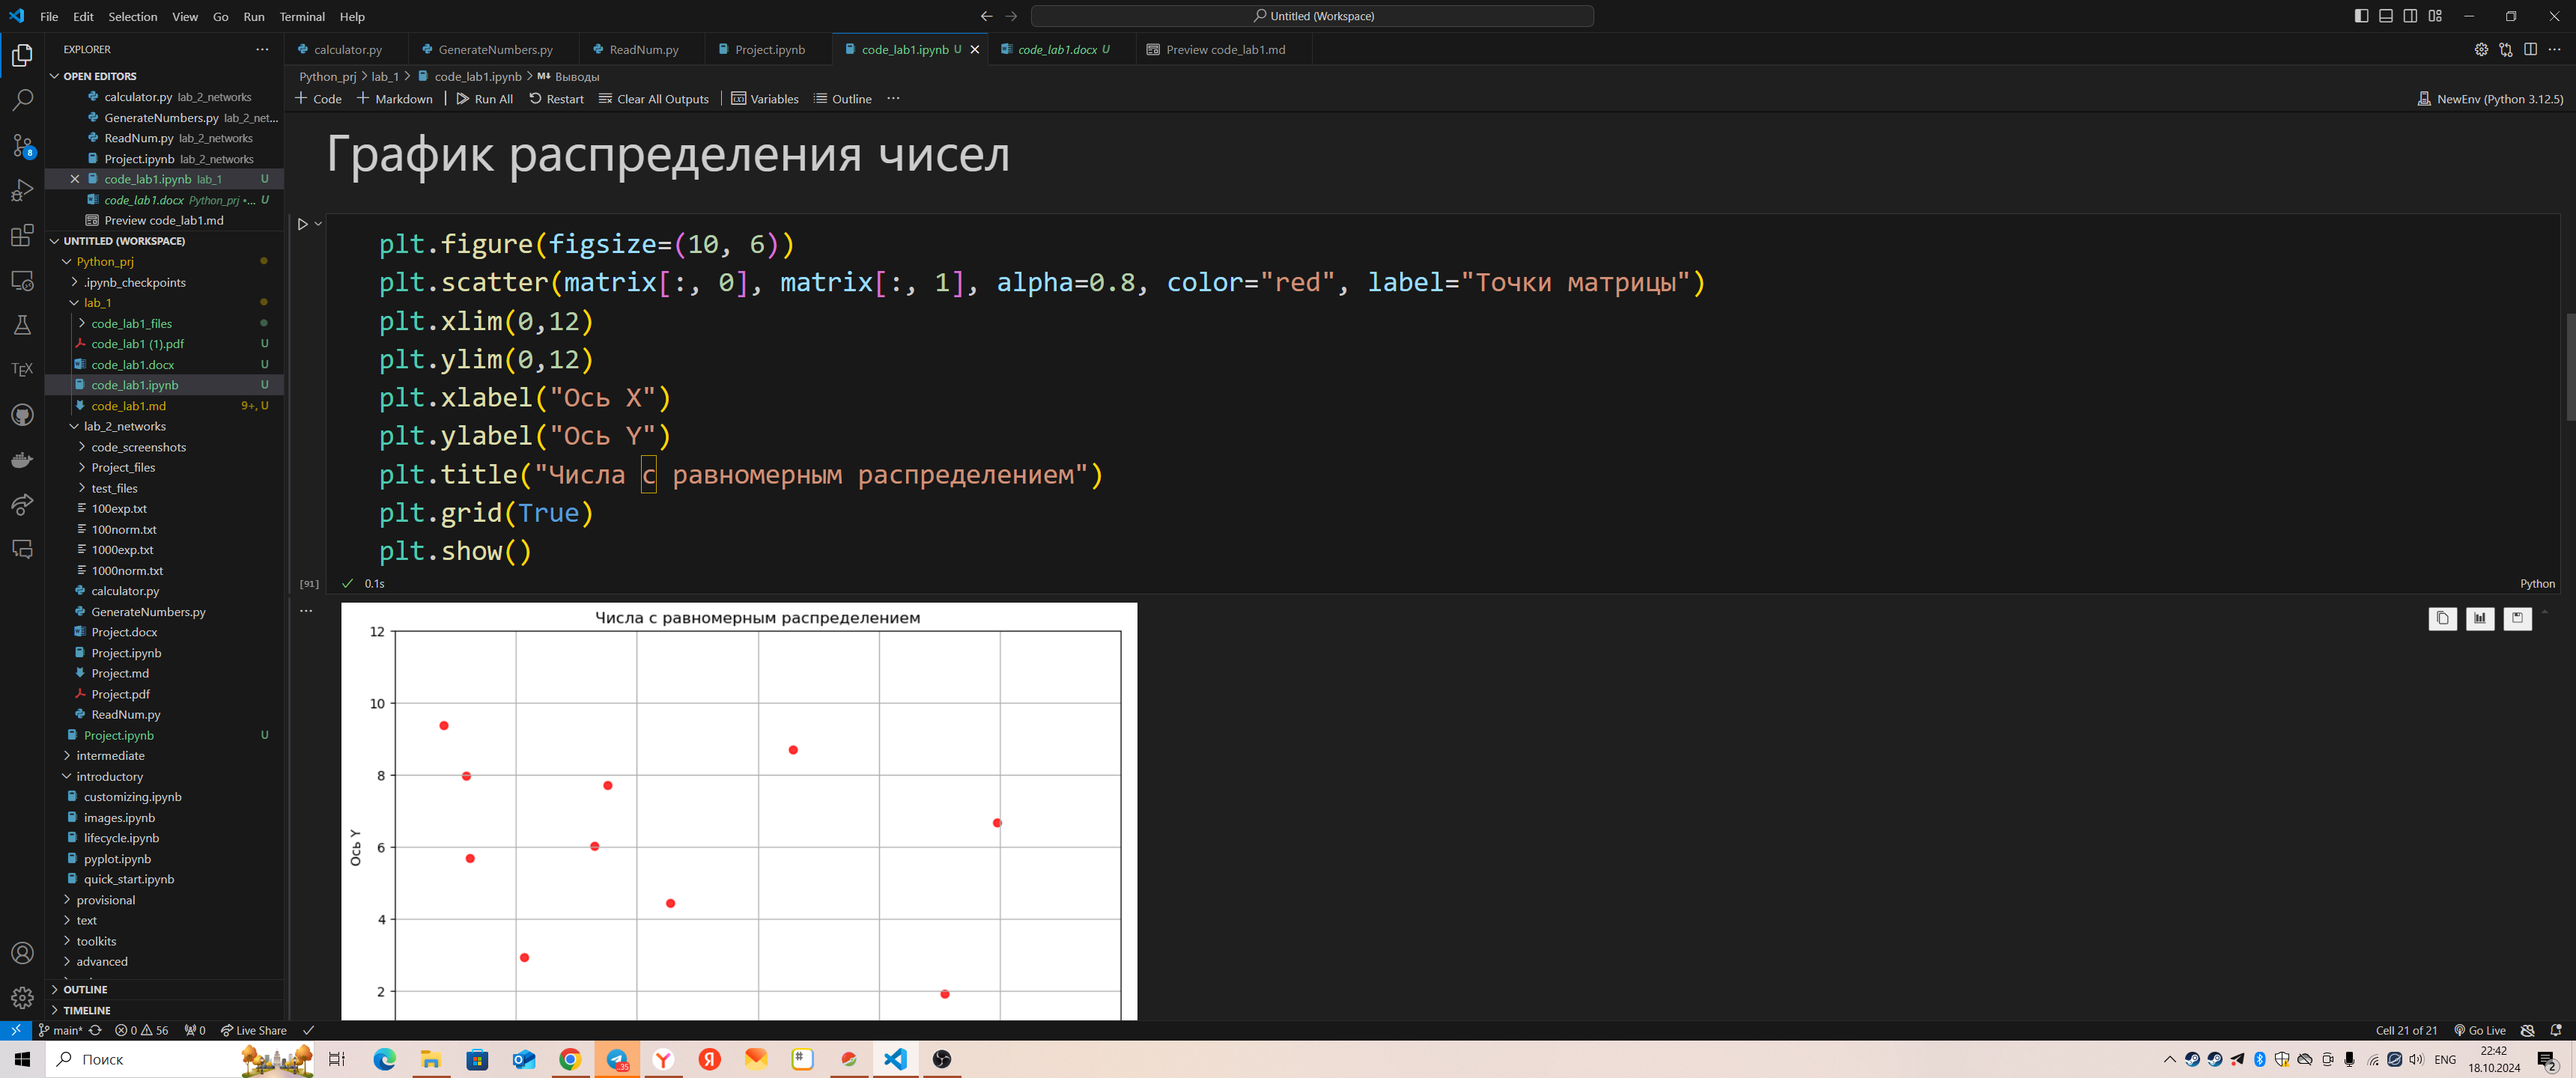 File Edit Selection View Go Run Terminal Help
Untitled (Workspace)
EXPLORER
OPEN EDITORS
calculator.py lab_2_networks
GenerateNumbers.py lab_2_net...
ReadNum.py lab_2_networks
Project.ipynb lab_2_networks
code_lab1.ipynb lab_1 U
code_lab1.docx Python_prj •... U
Preview code_lab1.md
UNTITLED (WORKSPACE)
Python_prj
.ipynb_checkpoints
lab_1
code_lab1_files
code_lab1 (1).pdf U
code_lab1.docx U
code_lab1.ipynb U
code_lab1.md 9+, U
lab_2_networks
code_screenshots
Project_files
test_files
100exp.txt
100norm.txt
1000exp.txt
1000norm.txt
calculator.py
GenerateNumbers.py
Project.docx
Project.ipynb
Project.md
Project.pdf
ReadNum.py
Project.ipynb U
intermediate
introductory
customizing.ipynb
images.ipynb
lifecycle.ipynb
pyplot.ipynb
quick_start.ipynb
provisional
text
toolkits
advanced
OUTLINE
TIMELINE
calculator.py GenerateNumbers.py ReadNum.py Project.ipynb code_lab1.ipynb U code_lab1.docx U Preview code_lab1.md
Python_prj > lab_1 > code_lab1.ipynb > M↓ Выводы
Code Markdown Run All Restart Clear All Outputs Variables Outline ... NewEnv (Python 3.12.5)
График распределения чисел
plt.figure(figsize=(10, 6))
plt.scatter(matrix[:, 0], matrix[:, 1], alpha=0.8, color="red", label="Точки матрицы")
plt.xlim(0,12)
plt.ylim(0,12)
plt.xlabel("Ось X")
plt.ylabel("Ось Y")
plt.title("Числа с равномерным распределением")
plt.grid(True)
plt.show()
[91] 0.1s Python
Числа с равномерным распределением
12
10
8
6
4
2
Ось Y
main* 0 56 0 Live Share Cell 21 of 21 Go Live
Поиск
ENG
22:42
18.10.2024
TEX
8
35
2